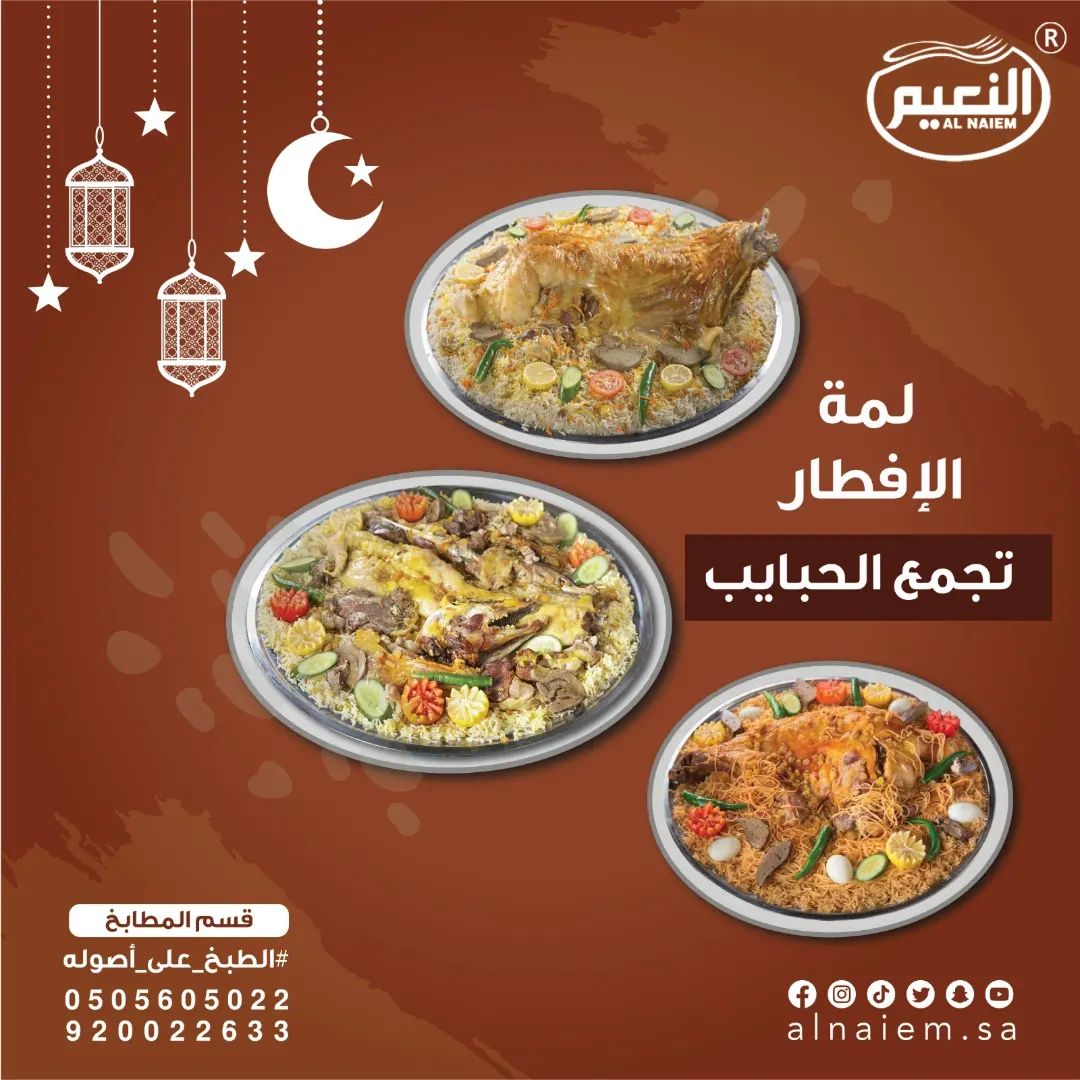 النعيم
AL NAIEM
®
لمة
الإفطار
تجمع الحبايب
قسم المطابخ
#الطبخ_على_أصوله
0505605022
920022633
alnaiem.sa